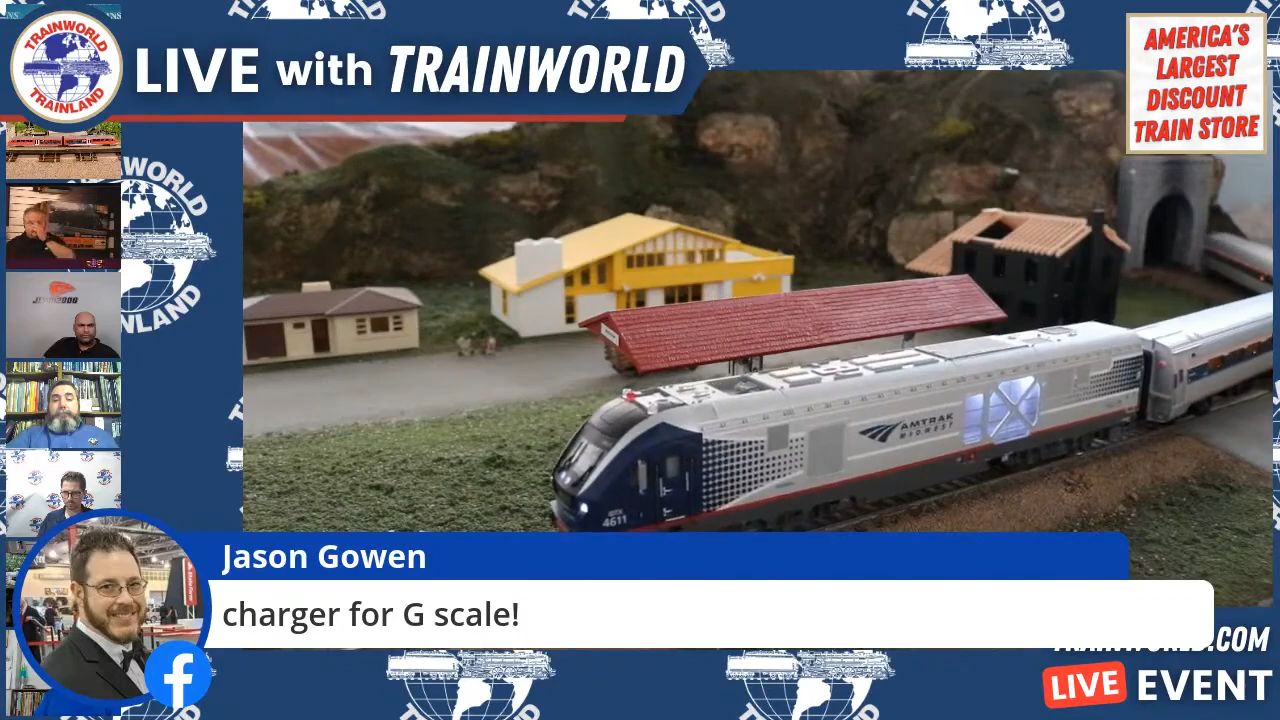 TRAINWORLD
TRAINLAND
LIVE with TRAINWORLD
AMERICA'S
LARGEST
DISCOUNT
TRAIN STORE
AMTRAK
MIDWEST
4611
Jason Gowen
charger for G scale!
TRAINWORLD.COM
LIVE EVENT